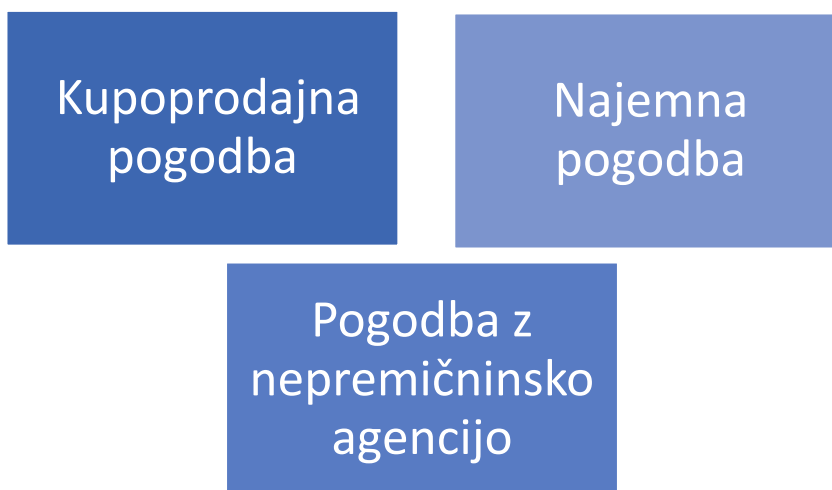 Kupoprodajna
pogodba
Najemna
pogodba
Pogodba z
nepremičninsko
agencijo